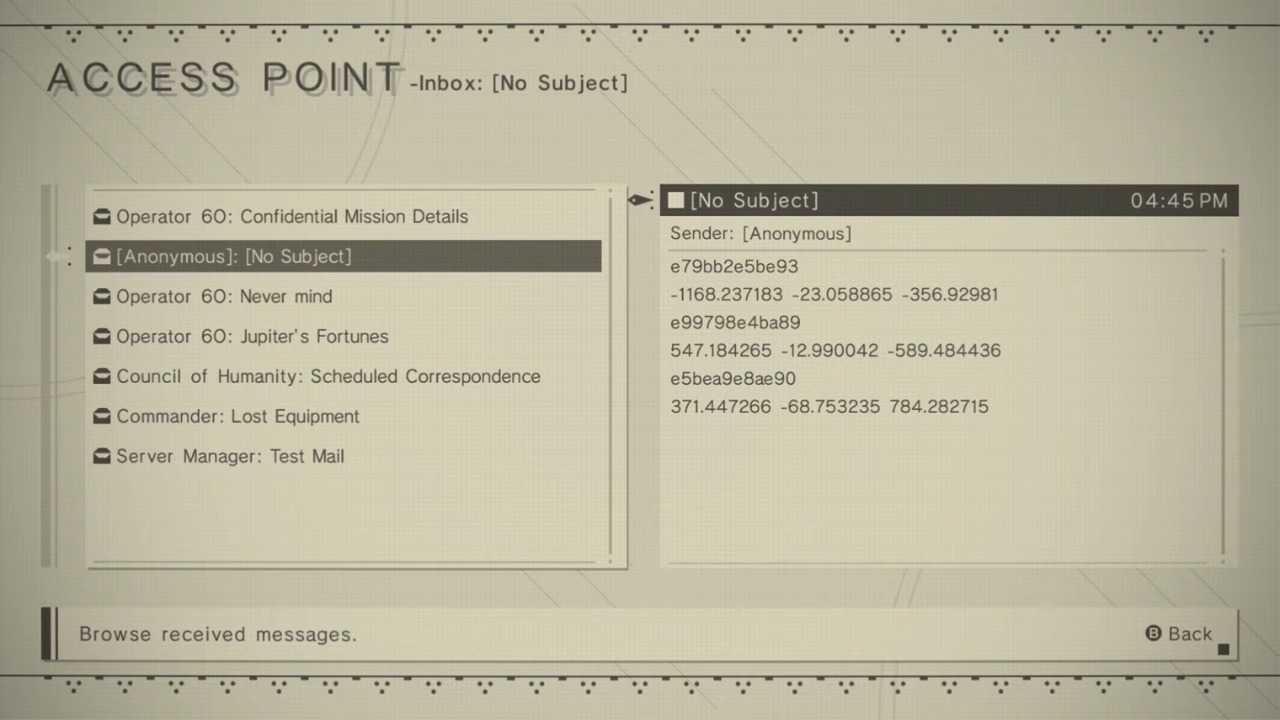 ACCESS POINT -Inbox: [No Subject]
Operator 6O: Confidential Mission Details
[Anonymous]: [No Subject]
Operator 6O: Never mind
Operator 6O: Jupiter's Fortunes
Council of Humanity: Scheduled Correspondence
Commander: Lost Equipment
Server Manager: Test Mail
[No Subject] 04:45 PM
Sender: [Anonymous]
e79bb2e5be93
-1168.237183 -23.058865 -356.92981
e99798e4ba89
547.184265 -12.990042 -589.484436
e5bea9e8ae90
371.447266 -68.753235 784.282715
Browse received messages.
B Back